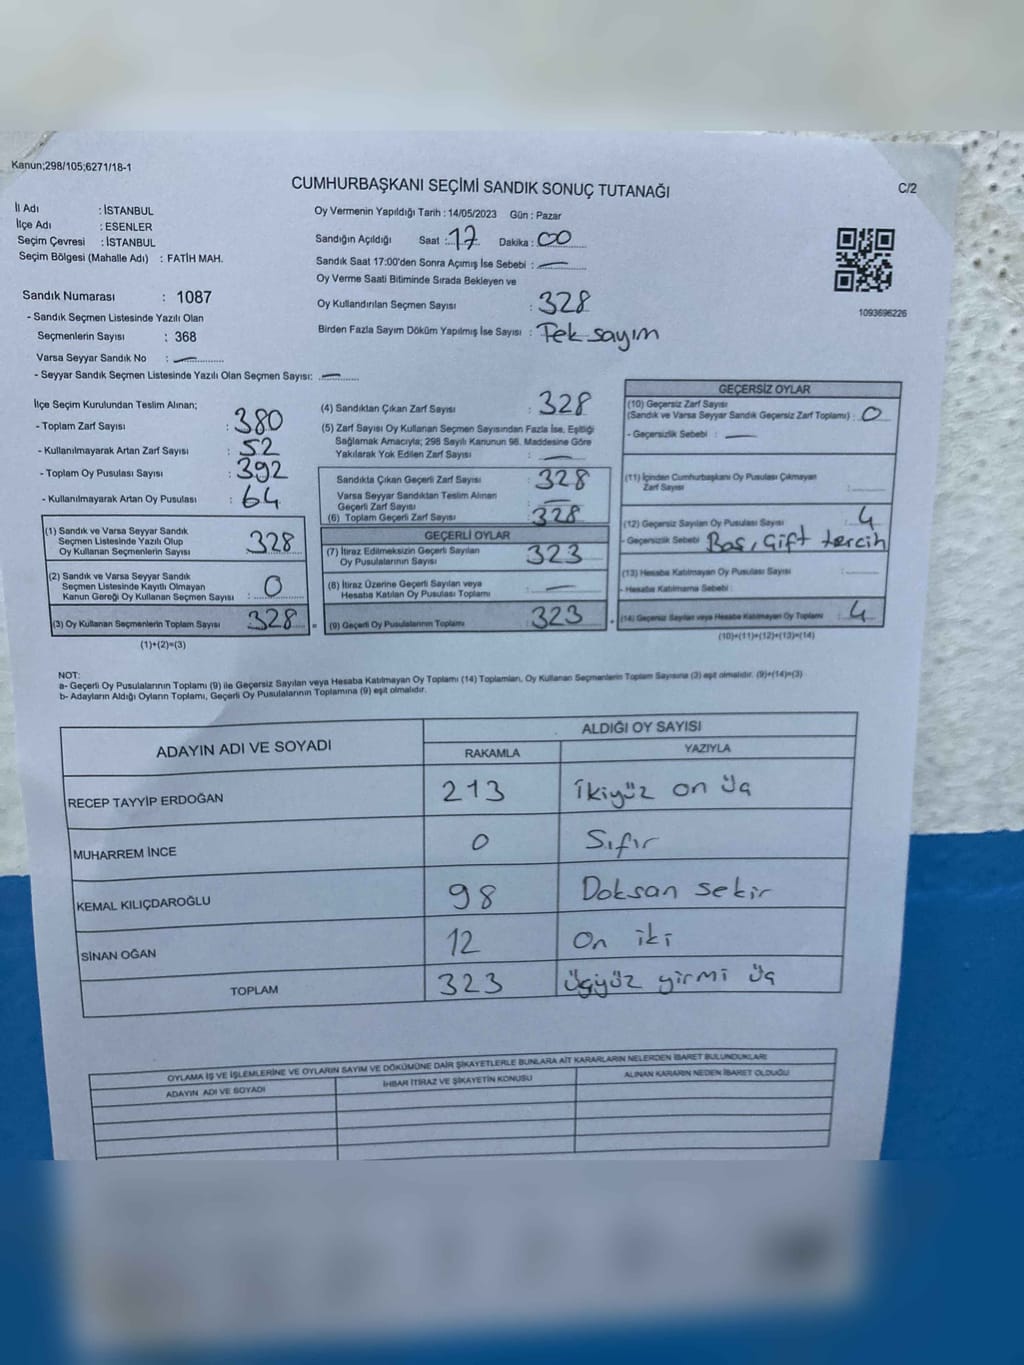 Kanun;298/105;6271/18-1
CUMHURBAŞKANI SEÇİMİ SANDIK SONUÇ TUTANAĞI
C/2
İl Adı : İSTANBUL
İlçe Adı : ESENLER
Seçim Çevresi : İSTANBUL
Seçim Bölgesi (Mahalle Adı) : FATİH MAH.
Sandık Numarası : 1087
- Sandık Seçmen Listesinde Yazılı Olan
Seçmenlerin Sayısı : 368
Varsa Seyyar Sandık No :
- Seyyar Sandık Seçmen Listesinde Yazılı Olan Seçmen Sayısı:
Oy Vermenin Yapıldığı Tarih : 14/05/2023 Gün : Pazar
Sandığın Açıldığı Saat : 17 Dakika : 00
Sandık Saat 17:00'den Sonra Açımış İse Sebebi :
Oy Verme Saati Bitiminde Sırada Bekleyen ve
Oy Kullandırılan Seçmen Sayısı : 328
Birden Fazla Sayım Döküm Yapılmış İse Sayısı : Tek sayım
1093696226
İlçe Seçim Kurulundan Teslim Alınan;
- Toplam Zarf Sayısı : 380
- Kullanılmayarak Artan Zarf Sayısı : 52
- Toplam Oy Pusulası Sayısı : 392
- Kullanılmayarak Artan Oy Pusulası : 64
(1) Sandık ve Varsa Seyyar Sandık
Seçmen Listesinde Yazılı Olup
Oy Kullanan Seçmenlerin Sayısı 328
(2) Sandık ve Varsa Seyyar Sandık
Seçmen Listesinde Kayıtlı Olmayan
Kanun Gereği Oy Kullanan Seçmen Sayısı : 0
(3) Oy Kullanan Seçmenlerin Toplam Sayısı 328
(1)+(2)=(3)
(4) Sandıktan Çıkan Zarf Sayısı : 328
(5) Zarf Sayısı Oy Kullanan Seçmen Sayısından Fazla İse, Eşitliği
Sağlamak Amacıyla; 298 Sayılı Kanunun 98. Maddesine Göre
Yakılarak Yok Edilen Zarf Sayısı :
Sandıkta Çıkan Geçerli Zarf Sayısı 328
Varsa Seyyar Sandıktan Teslim Alınan
Geçerli Zarf Sayısı
(6) Toplam Geçerli Zarf Sayısı 328
GEÇERLİ OYLAR
(7) İtiraz Edilmeksizin Geçerli Sayılan
Oy Pusulalarının Sayısı : 323
(8) İtiraz Üzerine Geçerli Sayılan veya
Hesaba Katılan Oy Pusulası Toplamı :
= (9) Geçerli Oy Pusulalarının Toplamı : 323
GEÇERSİZ OYLAR
(10) Geçersiz Zarf Sayısı
(Sandık ve Varsa Seyyar Sandık Geçersiz Zarf Toplamı) : 0
- Geçersizlik Sebebi :
(11) İçinden Cumhurbaşkanı Oy Pusulası Çıkmayan
Zarf Sayısı :
(12) Geçersiz Sayılan Oy Pusulası Sayısı : 4
- Geçersizlik Sebebi : Boş, Çift tercih
(13) Hesaba Katılmayan Oy Pusulası Sayısı :
- Hesaba Katılmama Sebebi :
+ (14) Geçersiz Sayılan veya Hesaba Katılmayan Oy Toplamı : 4
(10)+(11)+(12)+(13)=(14)
NOT:
a- Geçerli Oy Pusulalarının Toplamı (9) ile Geçersiz Sayılan veya Hesaba Katılmayan Oy Toplamı (14) Toplamları, Oy Kullanan Seçmenlerin Toplam Sayısına (3) eşit olmalıdır. (9)+(14)=(3)
b- Adayların Aldığı Oyların Toplamı, Geçerli Oy Pusulalarının Toplamına (9) eşit olmalıdır.
ADAYIN ADI VE SOYADI
ALDIĞI OY SAYISI
RAKAMLA YAZIYLA
RECEP TAYYİP ERDOĞAN 213 ikiyüz on üç
MUHARREM İNCE 0 Sıfır
KEMAL KILIÇDAROĞLU 98 Doksan sekiz
SİNAN OĞAN 12 On iki
TOPLAM 323 üçyüz yirmi üç
OYLAMA İŞ VE İŞLEMLERİNE VE OYLARIN SAYIM VE DÖKÜMÜNE DAİR ŞİKAYETLERLE BUNLARA AİT KARARLARIN NELERDEN İBARET BULUNDUKLARI
ADAYIN ADI VE SOYADI İHBAR İTİRAZ VE ŞİKAYETİN KONUSU ALINAN KARARIN NEDEN İBARET OLDUĞU